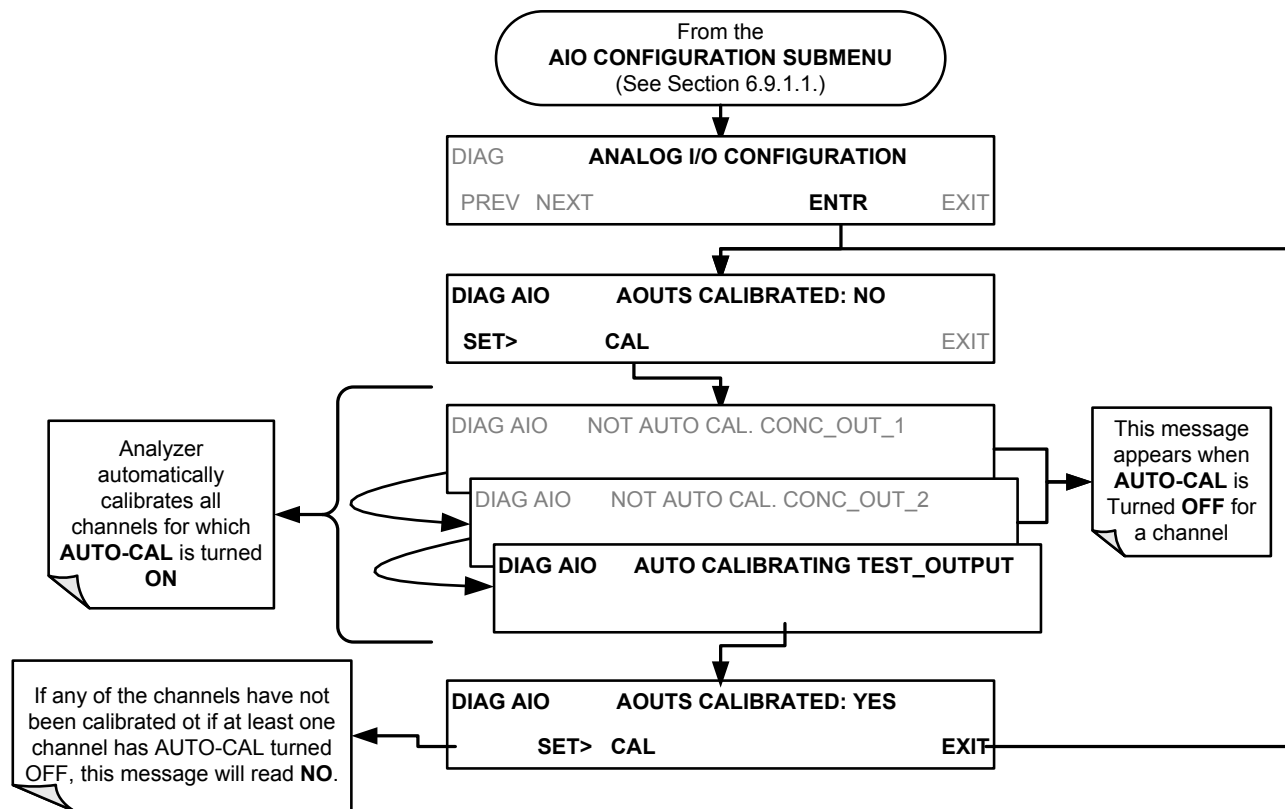 From the
AIO CONFIGURATION SUBMENU
(See Section 6.9.1.1.)
DIAG ANALOG I/O CONFIGURATION
PREV NEXT ENTR EXIT
DIAG AIO AOUTS CALIBRATED: NO
SET> CAL EXIT
Analyzer
automatically
calibrates all
channels for which
AUTO-CAL is turned
ON
DIAG AIO NOT AUTO CAL. CONC_OUT_1
DIAG AIO NOT AUTO CAL. CONC_OUT_2
DIAG AIO AUTO CALIBRATING TEST_OUTPUT
This message
appears when
AUTO-CAL is
Turned OFF for
a channel
If any of the channels have not
been calibrated ot if at least one
channel has AUTO-CAL turned
OFF, this message will read NO.
DIAG AIO AOUTS CALIBRATED: YES
SET> CAL EXIT